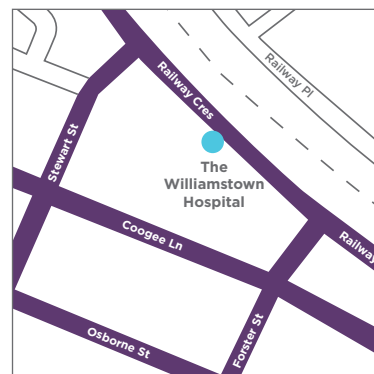 Railway Pl
Railway Cres
Stewart St
The
Williamstown
Hospital
Coogee Ln
Railway
Forster St
Osborne St